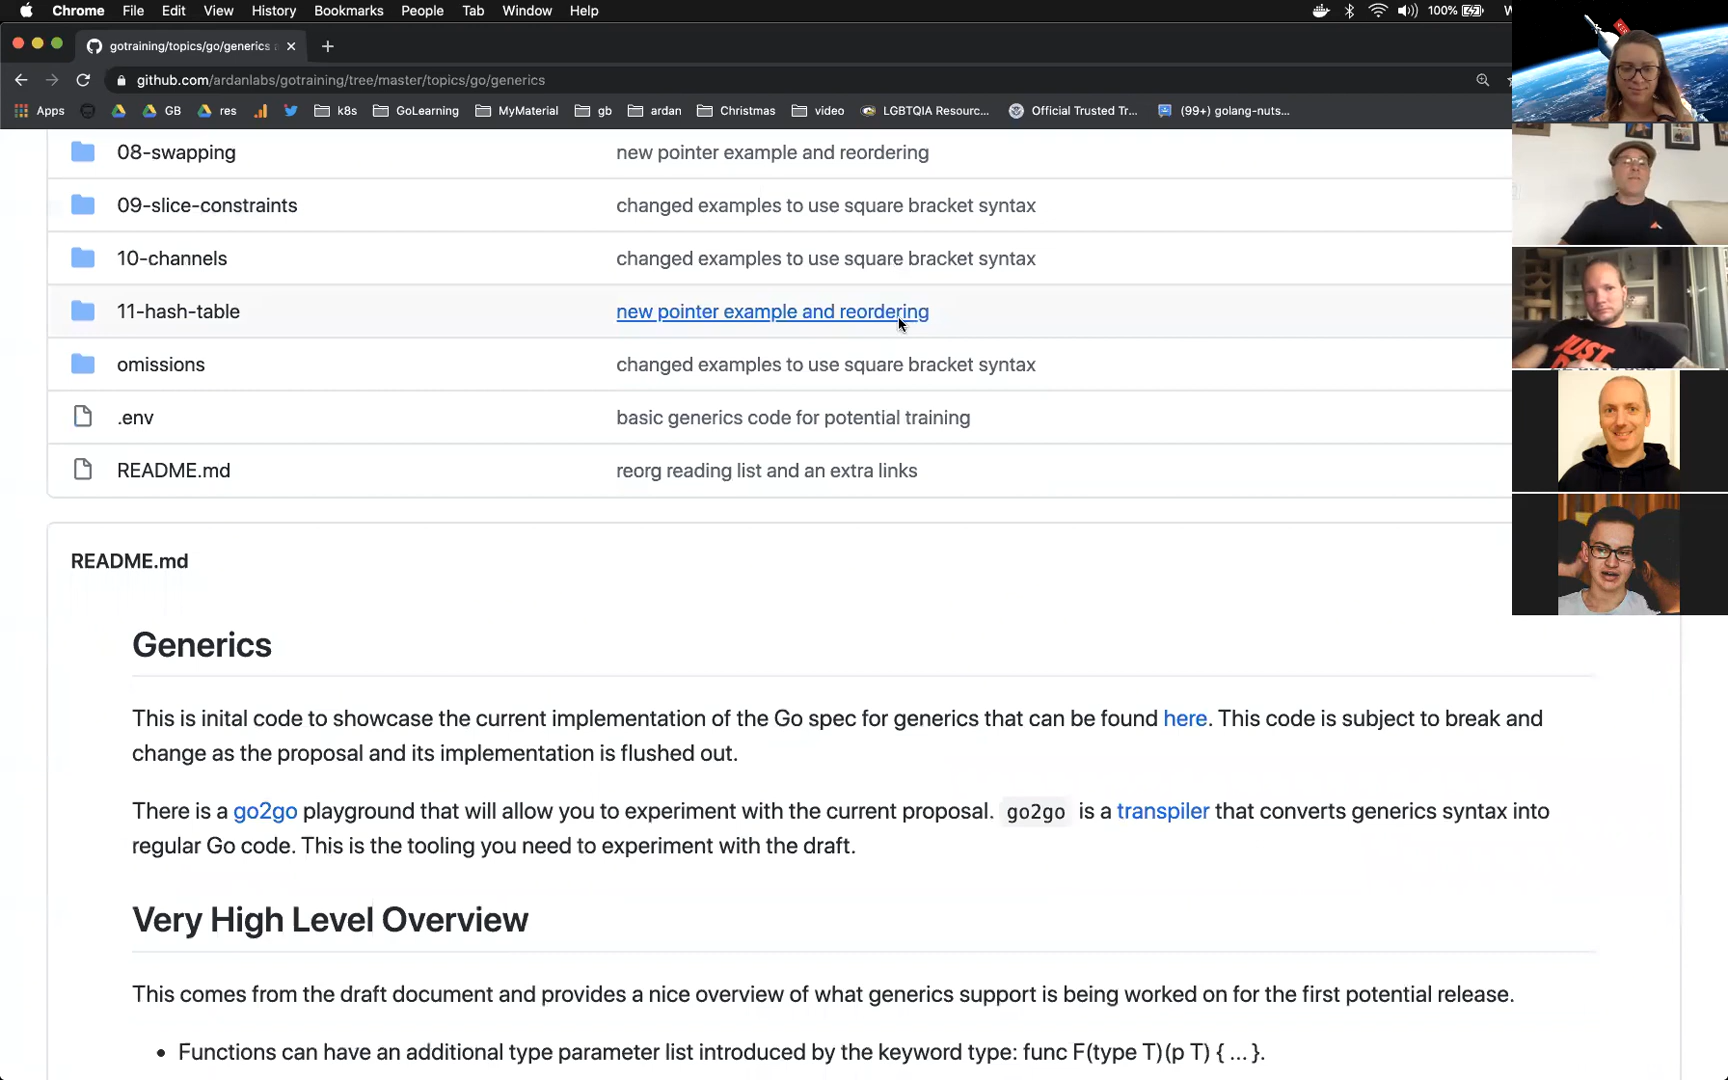 Chrome File Edit View History Bookmarks People Tab Window Help 100%
gotraining/topics/go/generics
github.com/ardanlabs/gotraining/tree/master/topics/go/generics
Apps GB res k8s GoLearning MyMaterial gb ardan Christmas video LGBTQIA Resourc... Official Trusted Tr... (99+) golang-nuts...
08-swapping new pointer example and reordering
09-slice-constraints changed examples to use square bracket syntax
10-channels changed examples to use square bracket syntax
11-hash-table new pointer example and reordering
omissions changed examples to use square bracket syntax
.env basic generics code for potential training
README.md reorg reading list and an extra links
README.md
Generics
This is inital code to showcase the current implementation of the Go spec for generics that can be found here. This code is subject to break and
change as the proposal and its implementation is flushed out.
There is a go2go playground that will allow you to experiment with the current proposal. go2go is a transpiler that converts generics syntax into
regular Go code. This is the tooling you need to experiment with the draft.
Very High Level Overview
This comes from the draft document and provides a nice overview of what generics support is being worked on for the first potential release.
• Functions can have an additional type parameter list introduced by the keyword type: func F(type T)(p T) { ... }.
JUST